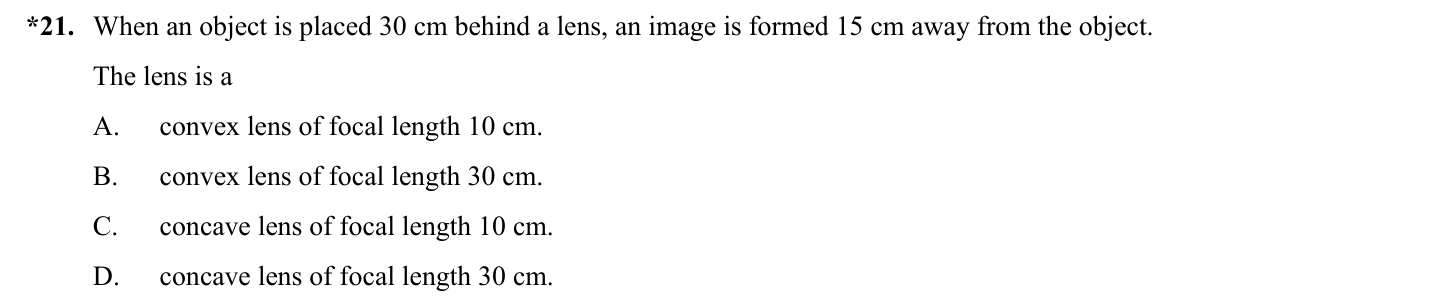 *21. When an object is placed 30 cm behind a lens, an image is formed 15 cm away from the object.
The lens is a
A. convex lens of focal length 10 cm.
B. convex lens of focal length 30 cm.
C. concave lens of focal length 10 cm.
D. concave lens of focal length 30 cm.